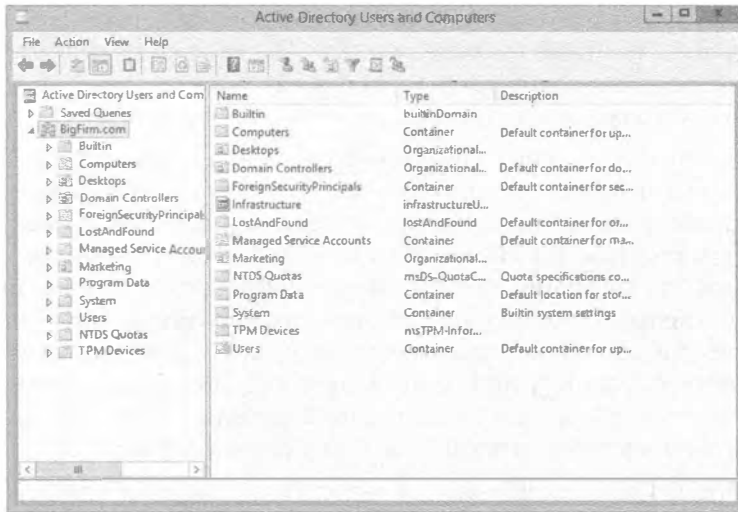 Active Directory Users and Computers
File Action View Help
Active Directory Users and Com
Saved Queries
BigFirm.com
Builtin
Computers
Desktops
Domain Controllers
ForeignSecurityPrincipal
LostAndFound
Managed Service Accour
Marketing
Program Data
System
Users
NTDS Quotas
TPM Devices
Name Type Description
Builtin builtinDomain
Computers Container Default container for up...
Desktops Organizational...
Domain Controllers Organizational... Default container for do...
ForeignSecurityPrincipals Container Default container for sec...
Infrastructure infrastructureU...
LostAndFound lostAndFound Default container for or...
Managed Service Accounts Container Default container for ma...
Marketing Organizational...
NTDS Quotas msDS-QuotaC... Quota specifications co...
Program Data Container Default location for stor...
System Container Builtin system settings
TPM Devices msTPM-Infor...
Users Container Default container for up...